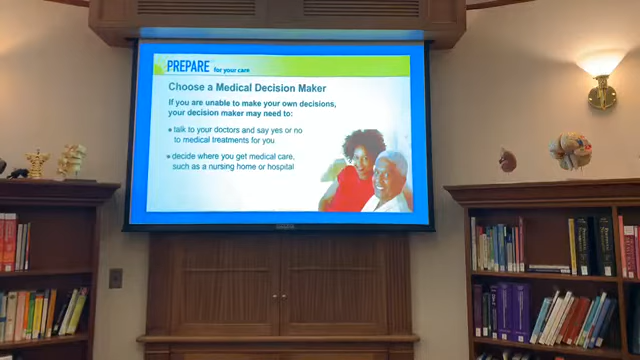 PREPARE for your care
Choose a Medical Decision Maker
If you are unable to make your own decisions,
your decision maker may need to:
• talk to your doctors and say yes or no
to medical treatments for you
• decide where you get medical care,
such as a nursing home or hospital